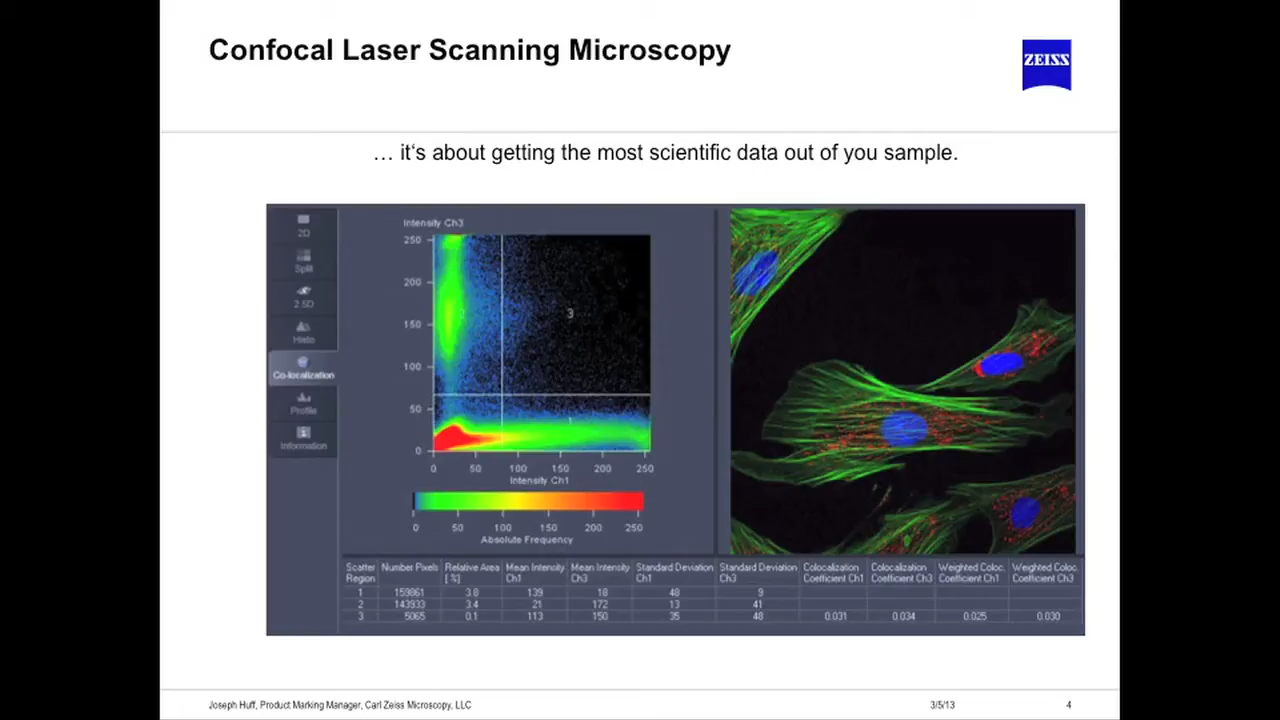 Confocal Laser Scanning Microscopy
ZEISS
… it's about getting the most scientific data out of you sample.
2D
Split
2.5D
Histo
Co-localization
Profile
Information
Intensity Ch3
250
200
150
100
50
0
3
1
0 50 100 150 200 250
Intensity Ch1
0 50 100 150 200 250
Absolute Frequency
Scatter Number Pixels Relative Area Mean Intensity Mean Intensity Standard Deviation Standard Deviation Colocalization Colocalization Weighted Coloc. Weighted Coloc.
Region [ %] Ch1 Ch3 Ch1 Ch3 Coefficient Ch1 Coefficient Ch3 Coefficient Ch1 Coefficient Ch3
1 159861 3.8 139 18 48 9
2 143933 3.4 21 172 13 41
3 5065 0.1 113 150 35 48 0.031 0.034 0.025 0.030
Joseph Huff, Product Marking Manager, Carl Zeiss Microscopy, LLC 3/5/13 4